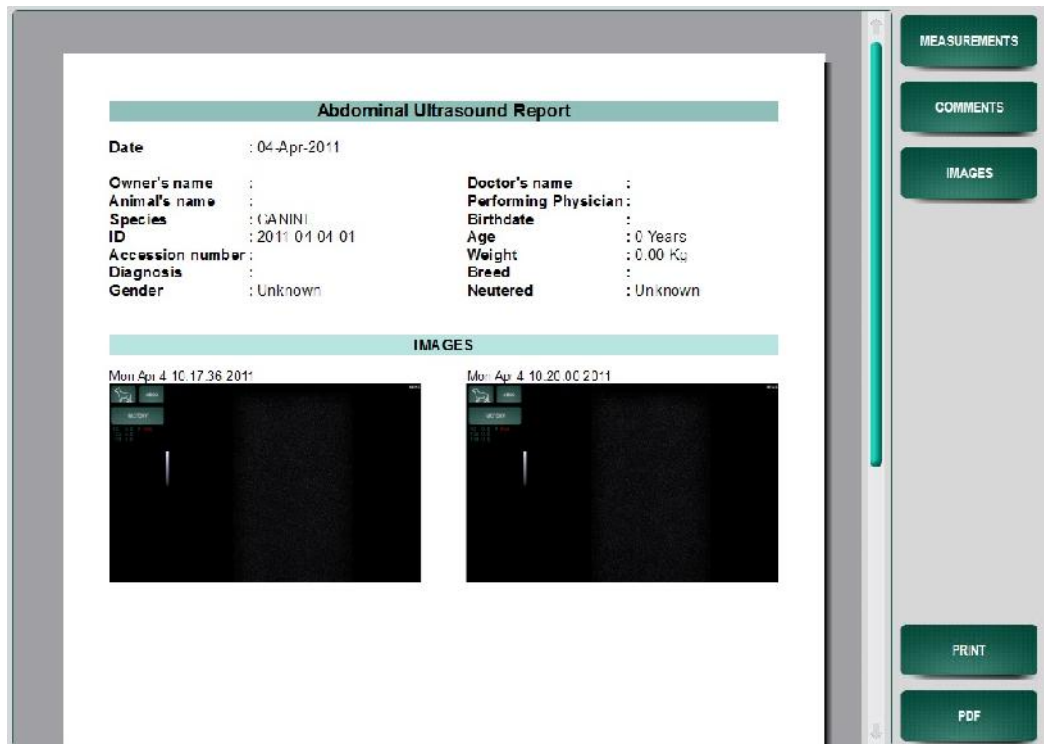 Abdominal Ultrasound Report
Date : 04-Apr-2011
Owner's name :
Animal's name :
Species : CANINE
ID : 2011 04 04 01
Accession number :
Diagnosis :
Gender : Unknown
Doctor's name :
Performing Physician :
Birthdate :
Age : 0 Years
Weight : 0.00 Kg
Breed :
Neutered : Unknown
IMAGES
Mon Apr 4 10.17.36 2011
Mon Apr 4 10.20.00 2011
MEASUREMENTS
COMMENTS
IMAGES
PRINT
PDF